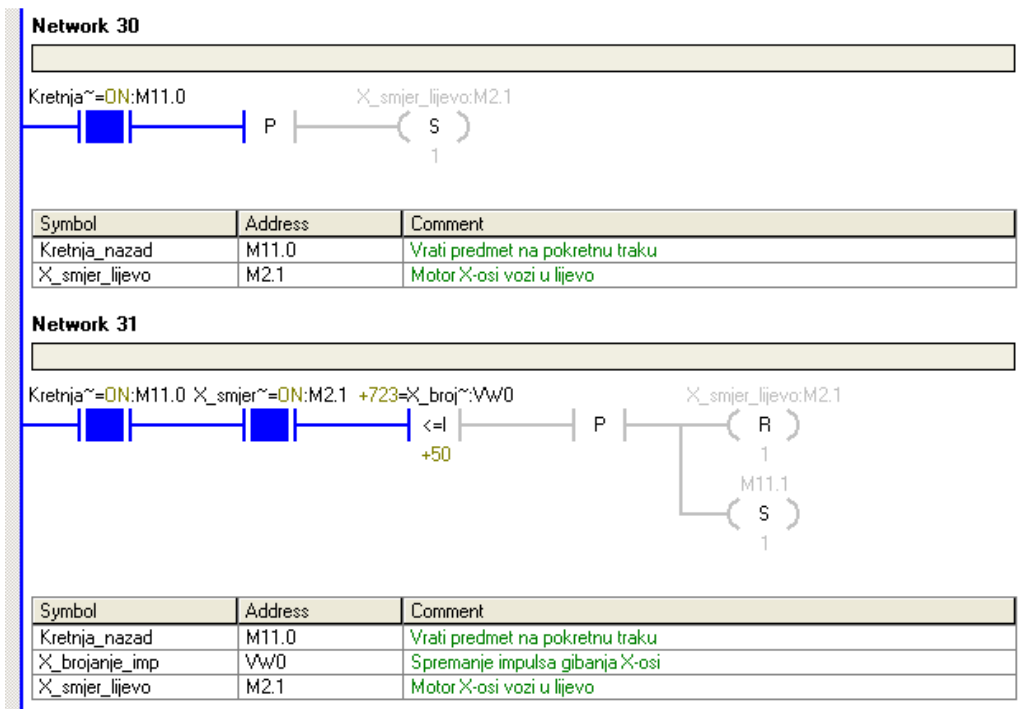 Network 30
Kretnja~=ON:M11.0 X_smjer_lijevo:M2.1
P S
1
Symbol Address Comment
Kretnja_nazad M11.0 Vrati predmet na pokretnu traku
X_smjer_lijevo M2.1 Motor X-osi vozi u lijevo
Network 31
Kretnja~=ON:M11.0 X_smjer~=ON:M2.1 +723=X_broj~:VW0 X_smjer_lijevo:M2.1
<=I P R
+50 1
M11.1
S
1
Symbol Address Comment
Kretnja_nazad M11.0 Vrati predmet na pokretnu traku
X_brojanje_imp VW0 Spremanje impulsa gibanja X-osi
X_smjer_lijevo M2.1 Motor X-osi vozi u lijevo